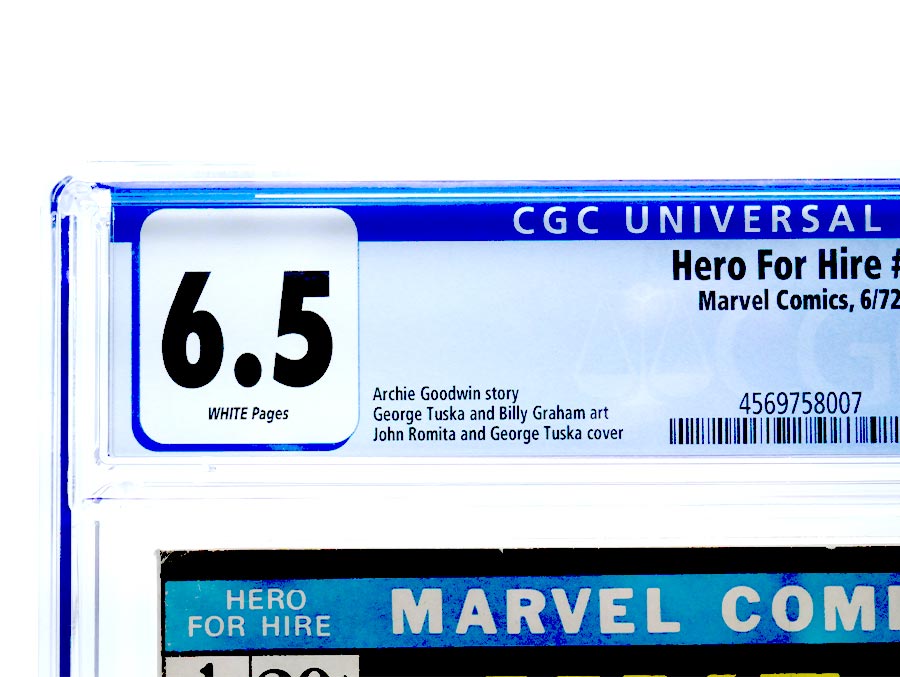 CGC UNIVERSAL
Hero For Hire
Marvel Comics, 6/72
6.5
WHITE Pages
Archie Goodwin story
George Tuska and Billy Graham art
John Romita and George Tuska cover
4569758007
HERO
FOR HIRE
MARVEL